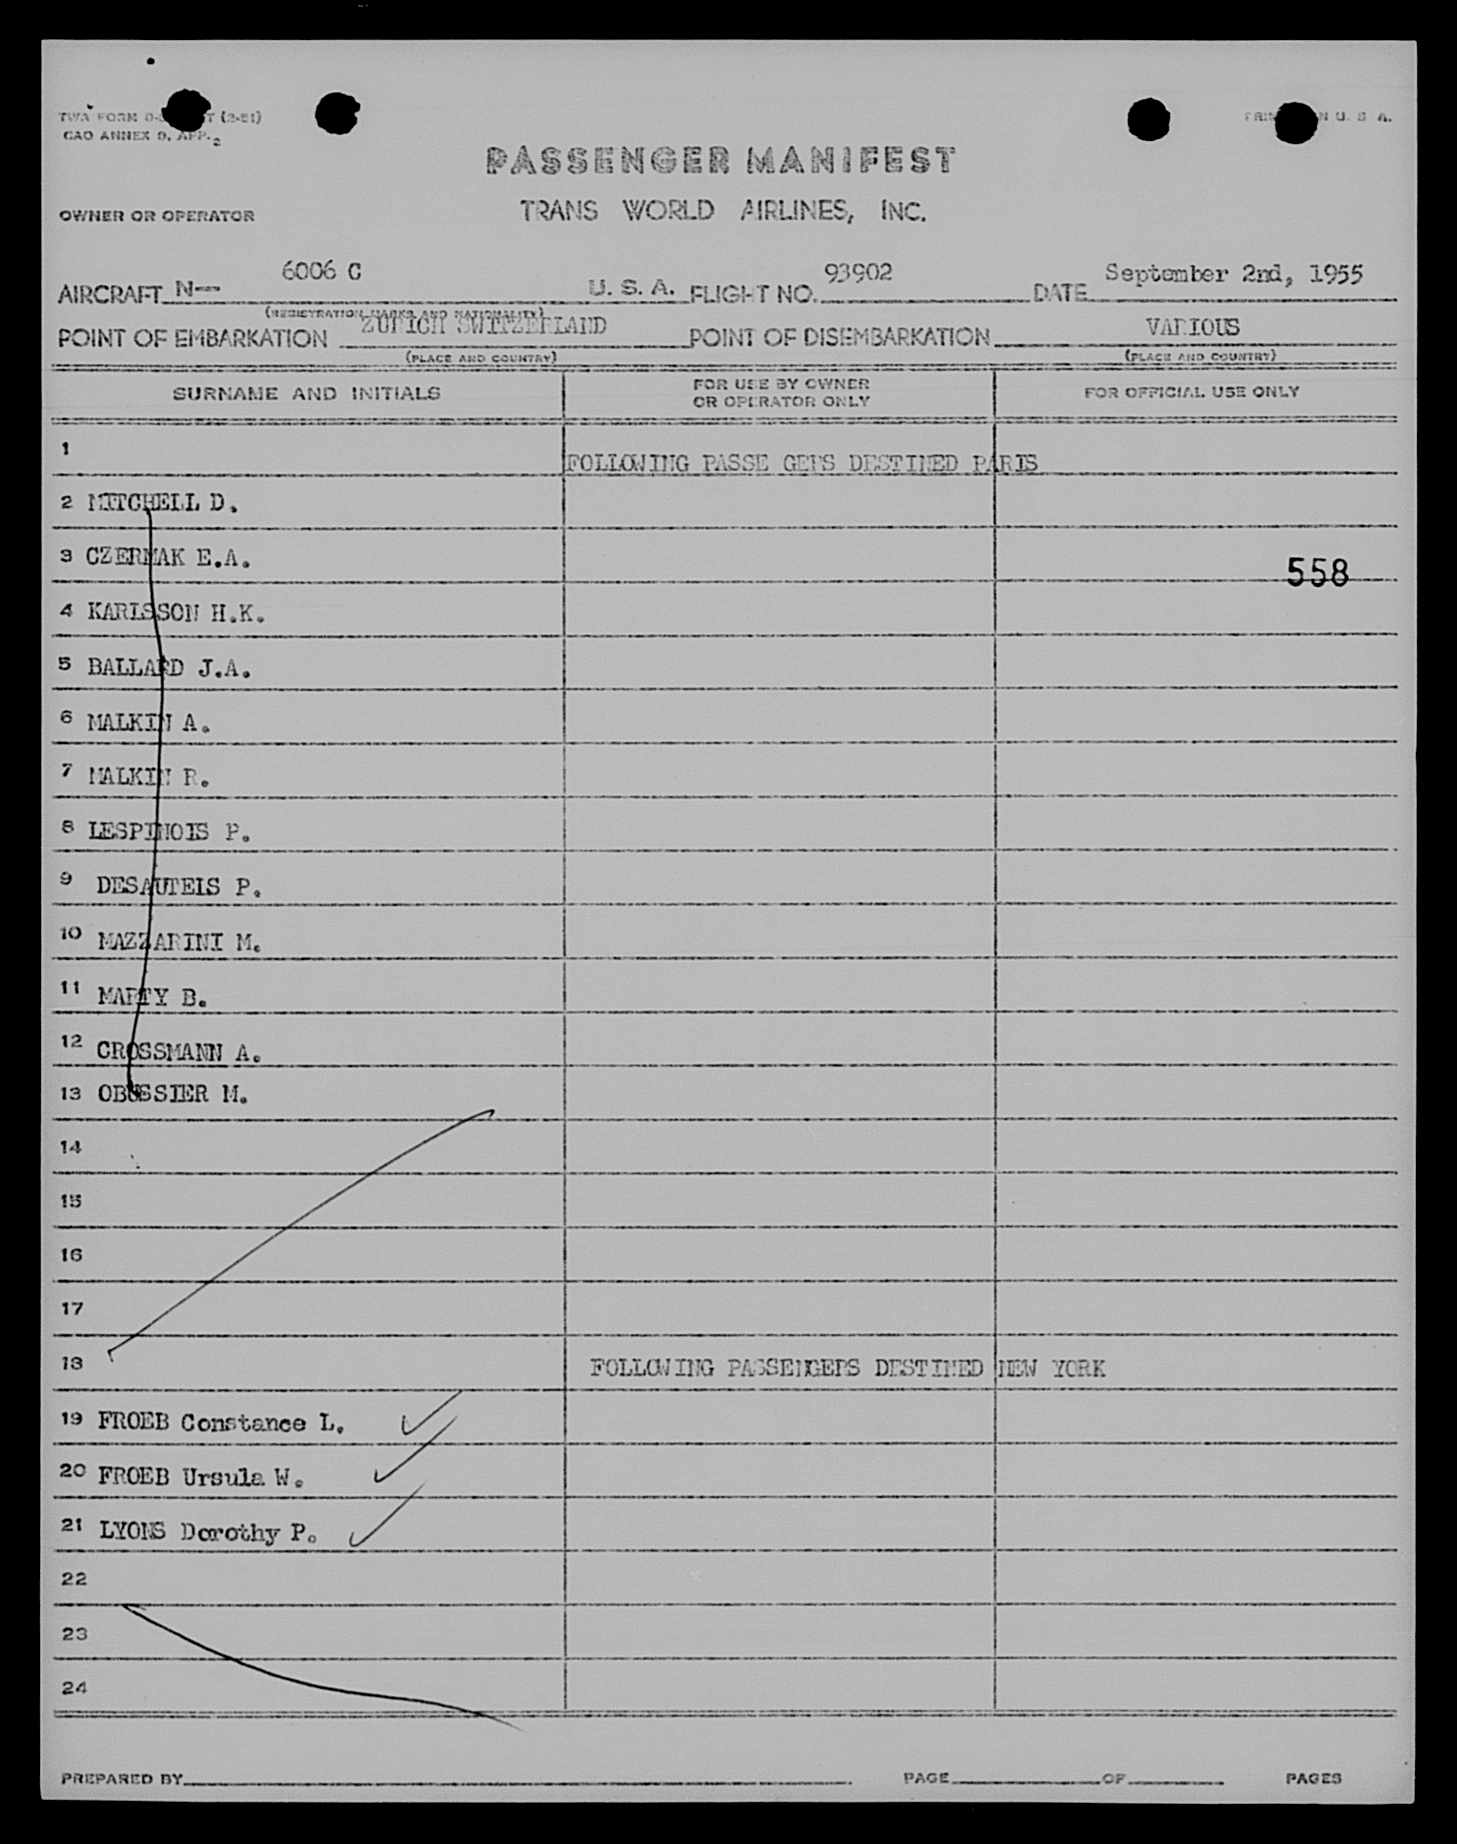 TWA FORM (2-51)
CAO ANNEX 9, APP. 2
U. S. A.
PASSENGER MANIFEST
OWNER OR OPERATOR TRANS WORLD AIRLINES, INC.
AIRCRAFT N-- 6006 C U. S. A. FLIGHT NO. 93902 DATE September 2nd, 1955
(REGISTRATION MARKS AND NATIONALITY)
POINT OF EMBARKATION ZURICH SWITZERLAND POINT OF DISEMBARKATION VARIOUS
(PLACE AND COUNTRY) (PLACE AND COUNTRY)
SURNAME AND INITIALS FOR USE BY OWNER OR OPERATOR ONLY FOR OFFICIAL USE ONLY
1 FOLLOWING PASSE GERS DESTINED PARIS
2 MITCHELL D.
3 CZERMAK E.A. 558
4 KARLSSON H.K.
5 BALLARD J.A.
6 MALKIN A.
7 MALKIN R.
8 LESPINOIS P.
9 DESAUTEIS P.
10 MAZZARINI M.
11 MARTY B.
12 CROSSMANN A.
13 OBUSSIER M.
14
15
16
17
18 FOLLOWING PASSENGERS DESTINED NEW YORK
19 FROEB Constance L.
20 FROEB Ursula W.
21 LYONS Dorothy P.
22
23
24
PREPARED BY PAGE OF PAGES